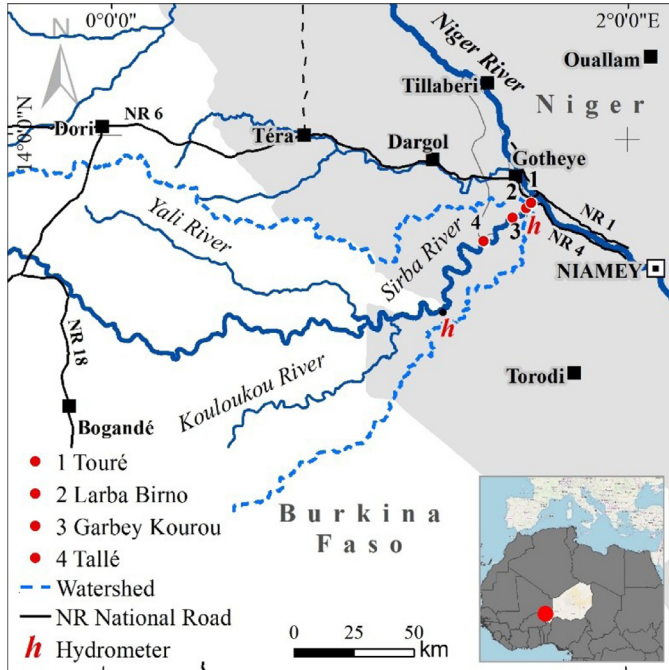 0°0'0"
2°0'0"E
N
Niger River
Ouallam
Tillaberi
Niger
14°0'0"N
Dori
NR 6
Téra
Dargol
Gotheye
1
2
NR 1
h
3
NR 4
4
Yali River
Sirba River
NIAMEY
h
NR 18
Kouloukou River
Torodi
Bogandé
1 Touré
2 Larba Birno
3 Garbey Kourou
4 Tallé
Burkina
Faso
Watershed
NR National Road
h Hydrometer
0 25 50
km